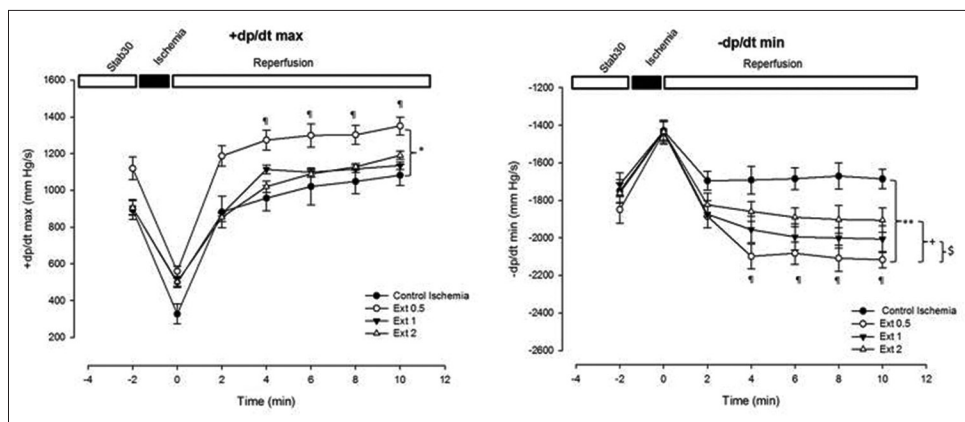 +dp/dt max
Stab30
Ischemia
Reperfusion
1600
1400
1200
1000
800
600
400
200
+dp/dt max (mm Hg/s)
¶ ¶ ¶ ¶
*
Control Ischemia
Ext 0.5
Ext 1
Ext 2
-4 -2 0 2 4 6 8 10 12
Time (min)
-dp/dt min
Stab30
Ischemia
Reperfusion
-1200
-1400
-1600
-1800
-2000
-2200
-2400
-2600
-dp/dt min (mm Hg/s)
** + $
¶ ¶ ¶ ¶
Control Ischemia
Ext 0.5
Ext 1
Ext 2
-4 -2 0 2 4 6 8 10 12
Time (min)